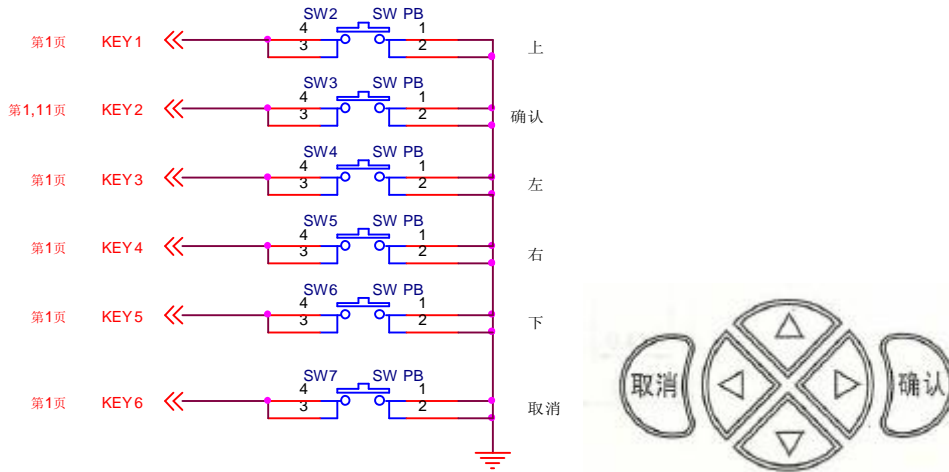 SW2 SW PB
4 1
第1页 KEY1 3 2 上
SW3 SW PB
4 1
第1,11页 KEY2 3 2 确认
SW4 SW PB
4 1
第1页 KEY3 3 2 左
SW5 SW PB
4 1
第1页 KEY4 3 2 右
SW6 SW PB
4 1
第1页 KEY5 3 2 下
SW7 SW PB
4 1
第1页 KEY6 3 2 取消
取消 确认